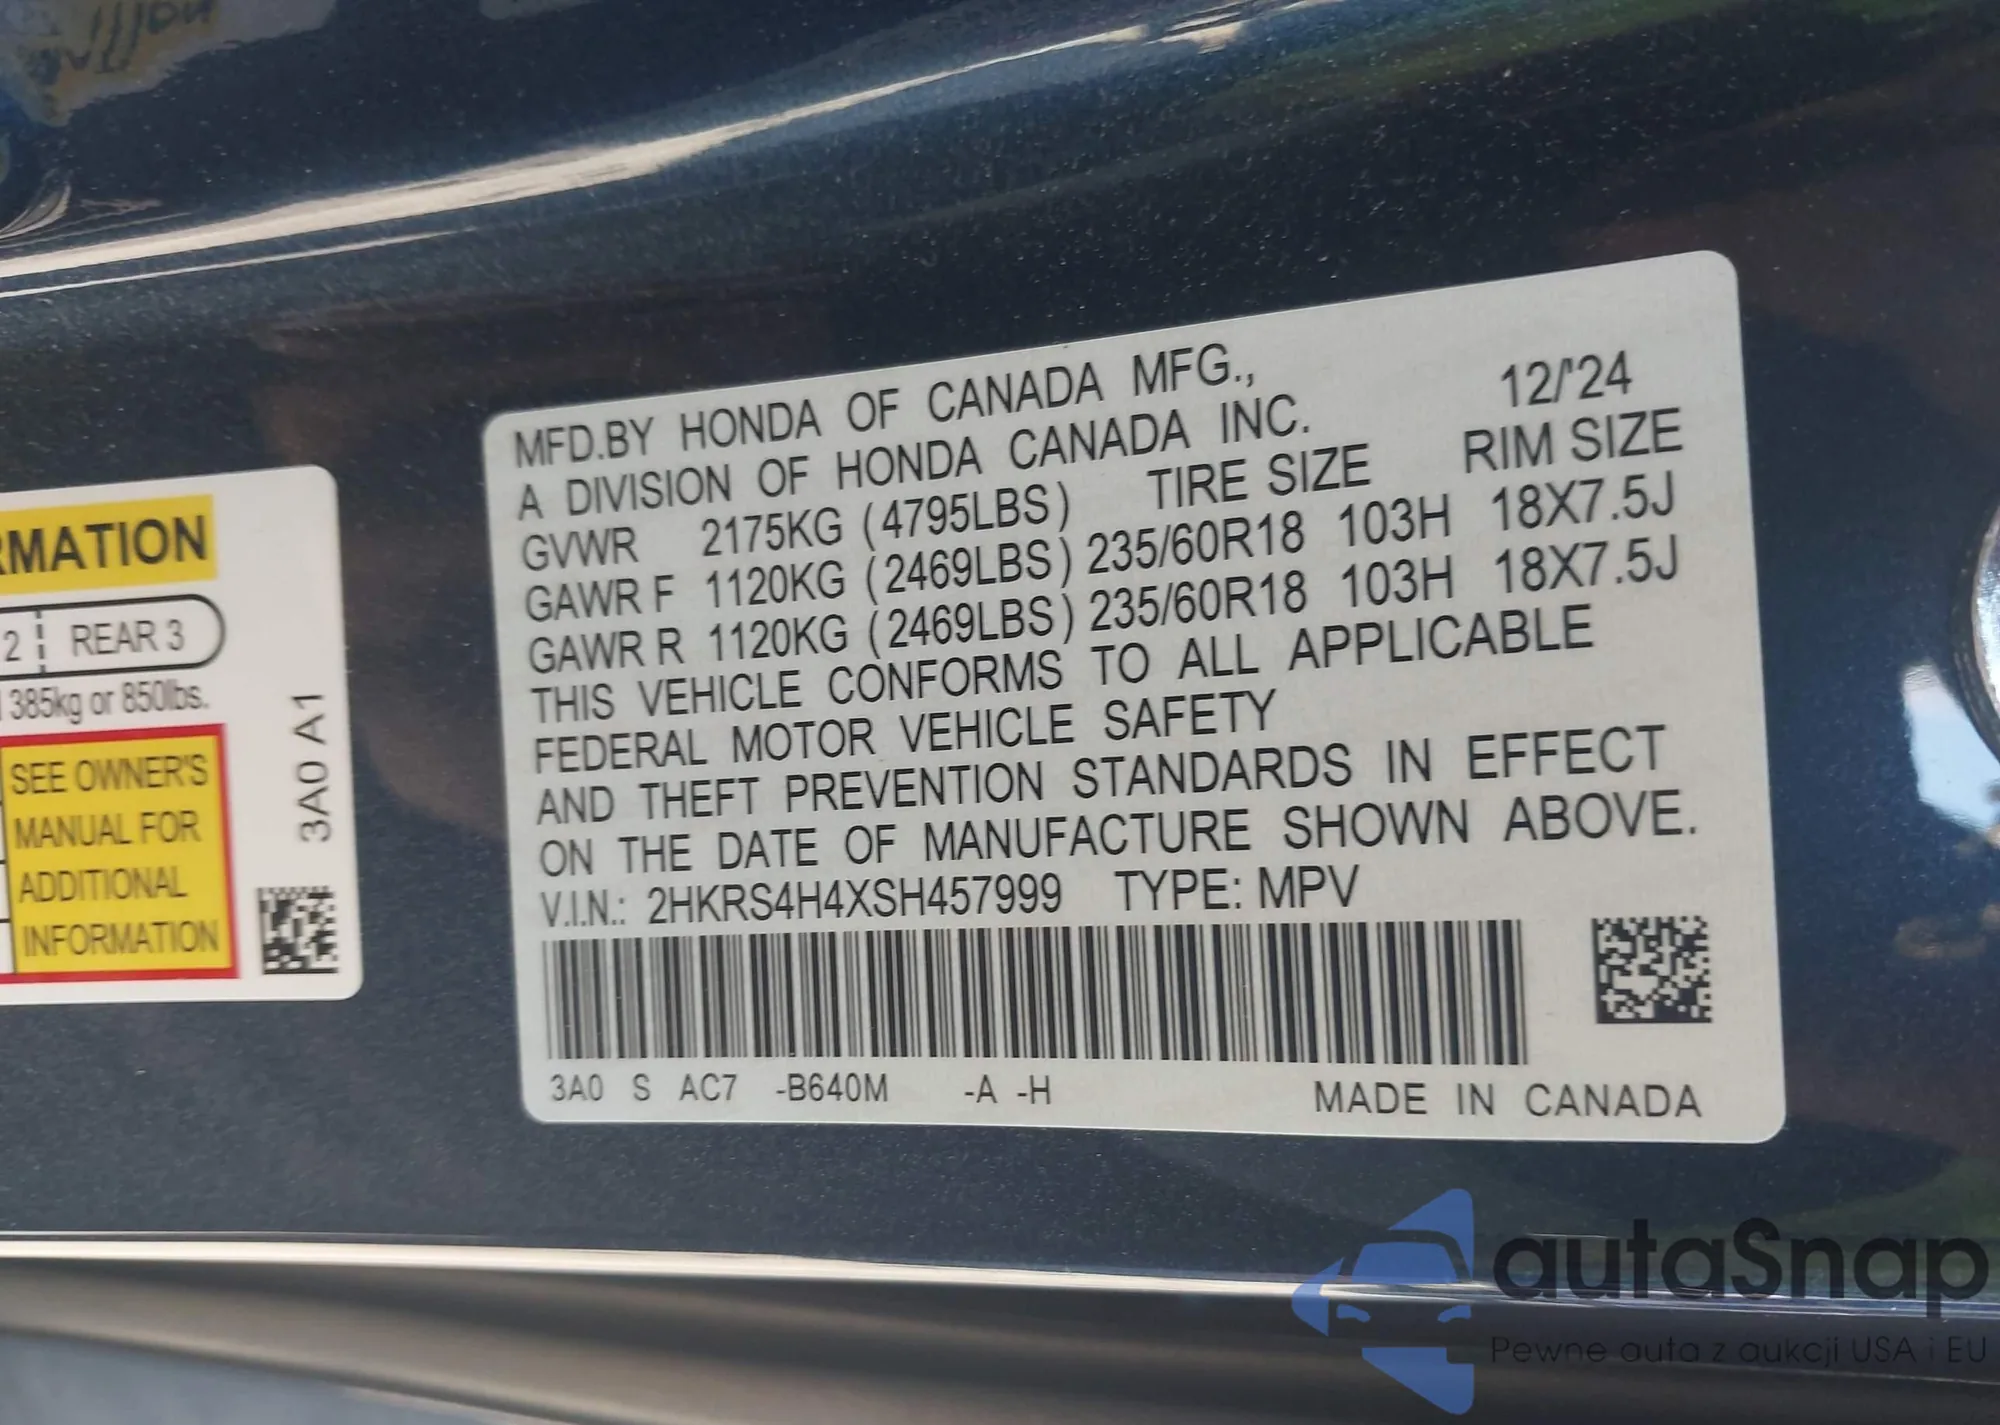 RMATION
2 REAR 3
385kg or 850lbs.
SEE OWNER'S
MANUAL FOR
ADDITIONAL
INFORMATION
3A0 A1
MFD.BY HONDA OF CANADA MFG., 12/'24
A DIVISION OF HONDA CANADA INC.
TIRE SIZE RIM SIZE
GVWR 2175KG (4795LBS)
GAWR F 1120KG (2469LBS) 235/60R18 103H 18X7.5J
GAWR R 1120KG (2469LBS) 235/60R18 103H 18X7.5J
THIS VEHICLE CONFORMS TO ALL APPLICABLE
FEDERAL MOTOR VEHICLE SAFETY
AND THEFT PREVENTION STANDARDS IN EFFECT
ON THE DATE OF MANUFACTURE SHOWN ABOVE.
V.I.N.: 2HKRS4H4XSH457999 TYPE: MPV
3A0 S AC7 -B640M -A -H MADE IN CANADA
autaSnap
Pewne auta z aukcji USA i EU